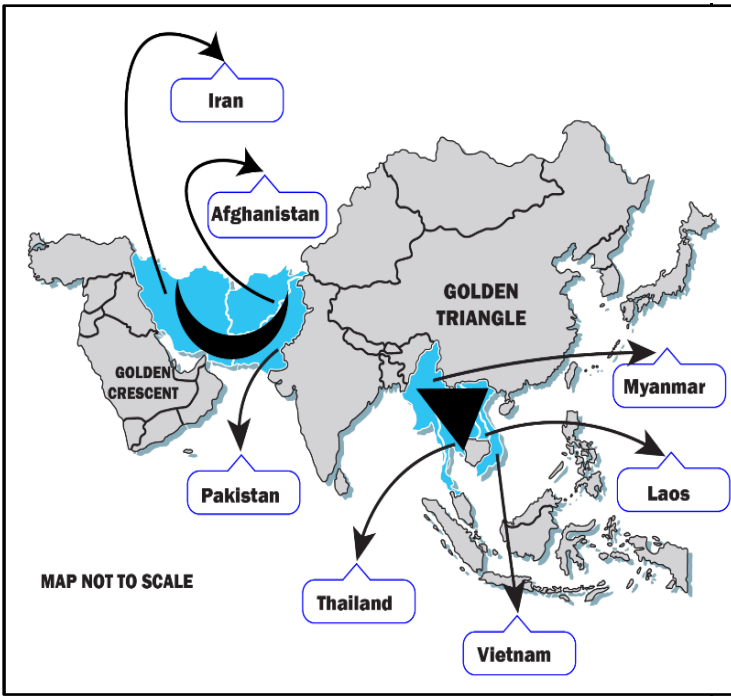 Iran
Afghanistan
GOLDEN
TRIANGLE
GOLDEN
CRESCENT
Myanmar
Pakistan
Laos
MAP NOT TO SCALE
Thailand
Vietnam